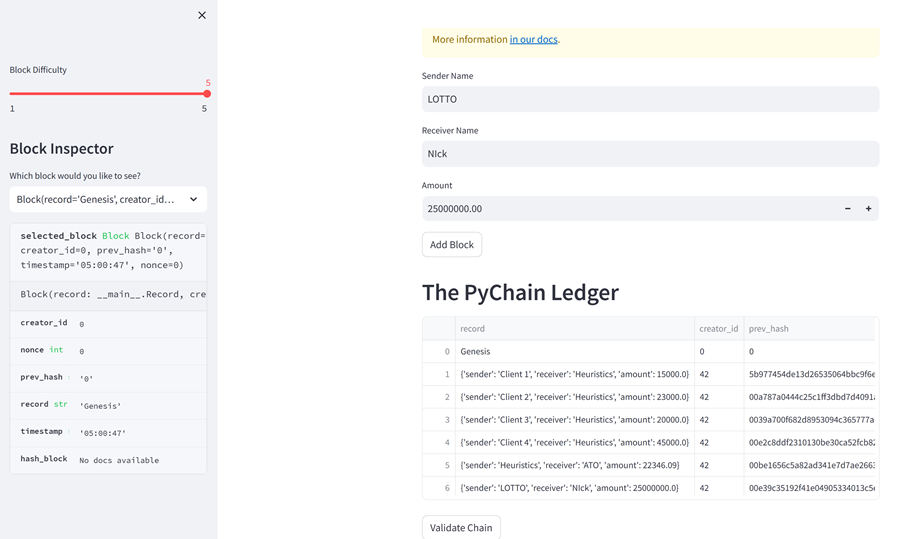 Block Difficulty
5
1
5
Block Inspector
Which block would you like to see?
Block(record='Genesis', creator_id...
selected_block Block Block(record=
creator_id=0, prev_hash='0',
timestamp='05:00:47', nonce=0)
Block(record: __main__.Record, cre
creator_id 0
nonce int 0
prev_hash '0'
record str 'Genesis'
timestamp '05:00:47'
hash_block No docs available
More information in our docs.
Sender Name
LOTTO
Receiver Name
NIck
Amount
25000000.00
Add Block
The PyChain Ledger
record creator_id prev_hash
0 Genesis 0 0
1 {'sender': 'Client 1', 'receiver': 'Heuristics', 'amount': 15000.0} 42 5b977454de13d26535064bbc9f6e
2 {'sender': 'Client 2', 'receiver': 'Heuristics', 'amount': 23000.0} 42 00a787a0444c25c1ff3dbd7d4091
3 {'sender': 'Client 3', 'receiver': 'Heuristics', 'amount': 20000.0} 42 0039a700f682d8953094c365777a
4 {'sender': 'Client 4', 'receiver': 'Heuristics', 'amount': 45000.0} 42 00e2c8ddf2310130be30ca52fcb82
5 {'sender': 'Heuristics', 'receiver': 'ATO', 'amount': 22346.09} 42 00be1656c5a82ad341e7d7ae2663
6 {'sender': 'LOTTO', 'receiver': 'NIck', 'amount': 25000000.0} 42 00e39c35192f41e04905334013c5
Validate Chain